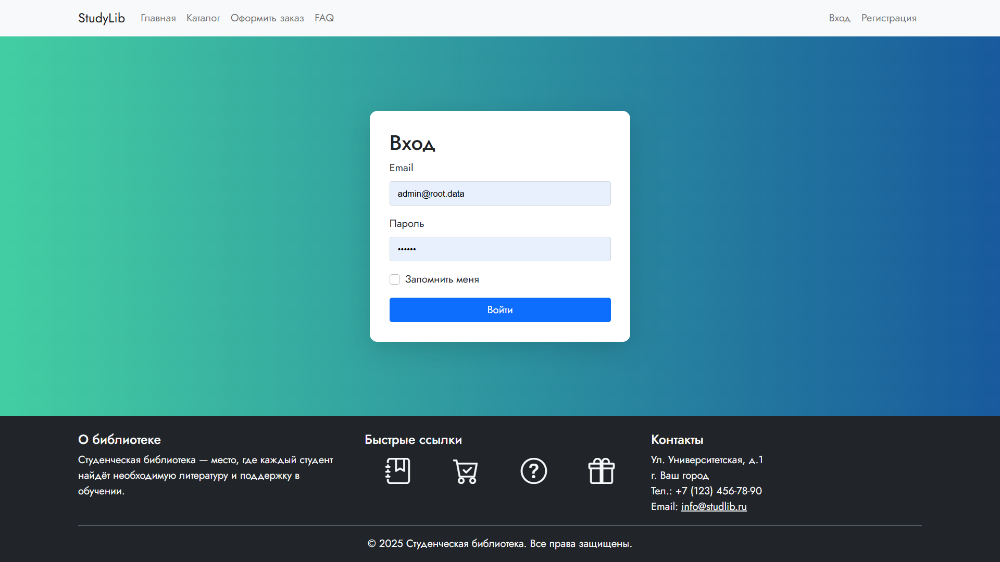 StudyLib Главная Каталог Оформить заказ FAQ Вход Регистрация
Вход
Email
admin@root.data
Пароль
••••••
Запомнить меня
Войти
О библиотеке
Студенческая библиотека — место, где каждый студент
найдёт необходимую литературу и поддержку в
обучении.
Быстрые ссылки
Контакты
Ул. Университетская, д.1
г. Ваш город
Тел.: +7 (123) 456-78-90
Email: info@studlib.ru
© 2025 Студенческая библиотека. Все права защищены.